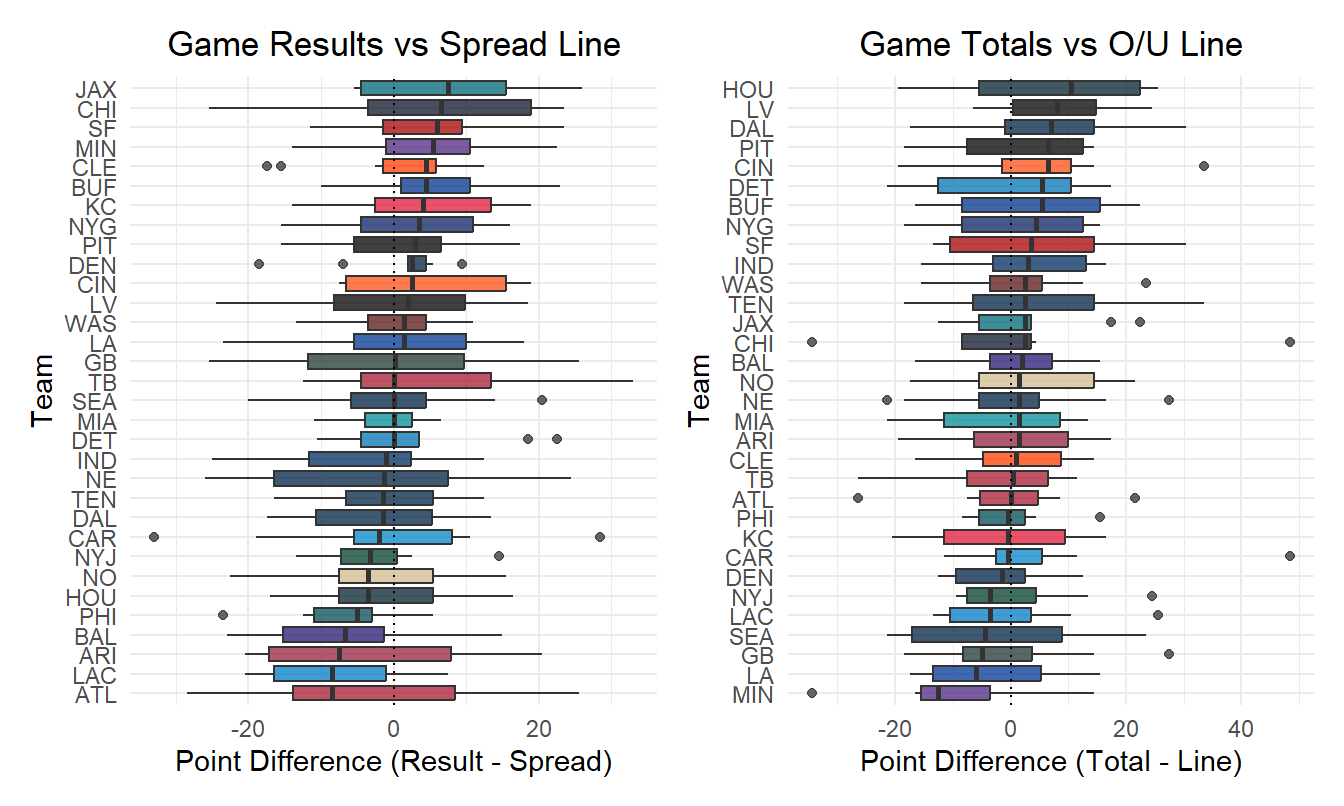 Game Results vs Spread Line
Team
JAX
CHI
SF
MIN
CLE
BUF
KC
NYG
PIT
DEN
CIN
LV
WAS
LA
GB
TB
SEA
MIA
DET
IND
NE
TEN
DAL
CAR
NYJ
NO
HOU
PHI
BAL
ARI
LAC
ATL
-20 0 20
Point Difference (Result - Spread)
Game Totals vs O/U Line
Team
HOU
LV
DAL
PIT
CIN
DET
BUF
NYG
SF
IND
WAS
TEN
JAX
CHI
BAL
NO
NE
MIA
ARI
CLE
TB
ATL
PHI
KC
CAR
DEN
NYJ
LAC
SEA
GB
LA
MIN
-20 0 20 40
Point Difference (Total - Line)